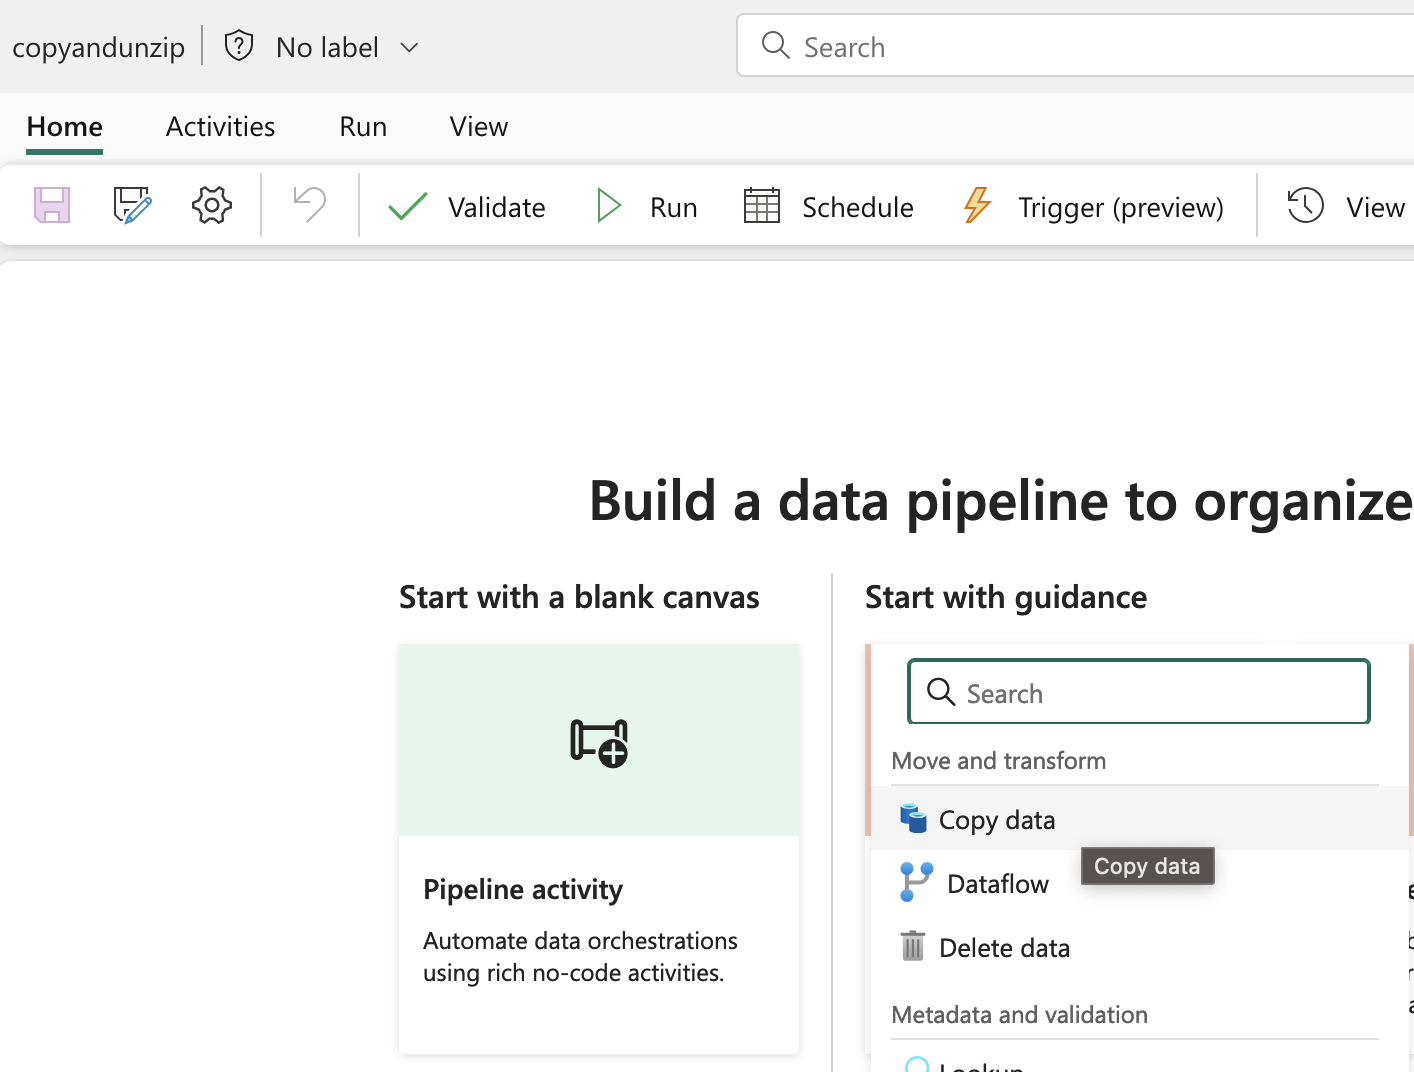 copyandunzip
No label
Search
Home
Activities
Run
View
Validate
Run
Schedule
Trigger (preview)
View
Build a data pipeline to organize
Start with a blank canvas
Pipeline activity
Automate data orchestrations
using rich no-code activities.
Start with guidance
Search
Move and transform
Copy data
Copy data
Dataflow
Delete data
Metadata and validation
Lookup